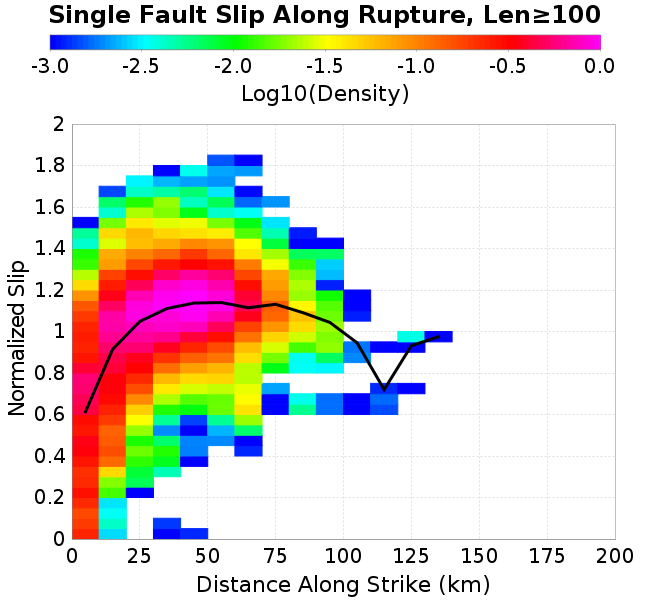 Single Fault Slip Along Rupture, Len≥100
-3.0 -2.5 -2.0 -1.5 -1.0 -0.5 0.0
Log10(Density)
2
1.8
1.6
1.4
1.2
1
0.8
0.6
0.4
0.2
0
Normalized Slip
0 25 50 75 100 125 150 175 200
Distance Along Strike (km)